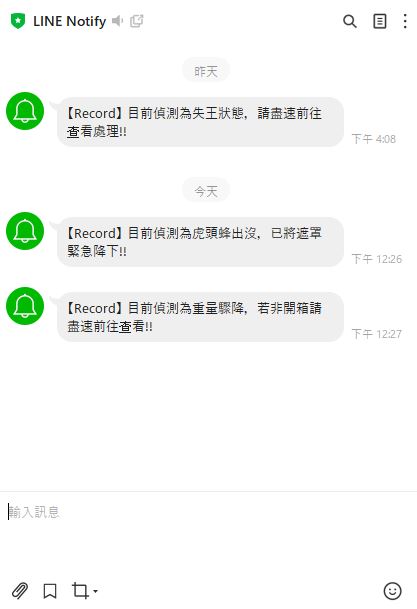 LINE Notify
昨天
【Record】目前偵測為失王狀態，請盡速前往
查看處理!!
下午 4:08
今天
【Record】目前偵測為虎頭蜂出沒，已將遮罩
緊急降下!!
下午 12:26
【Record】目前偵測為重量驟降，若非開箱請
盡速前往查看!!
下午 12:27
輸入訊息